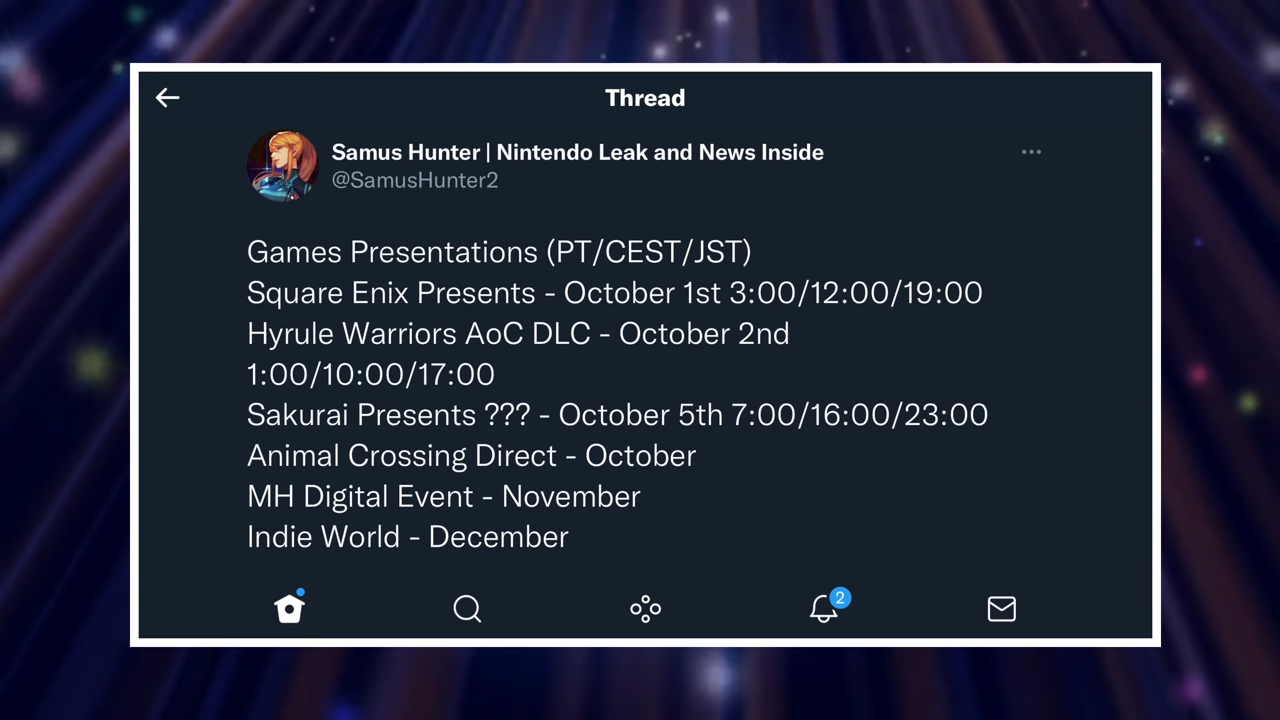 Thread
Samus Hunter | Nintendo Leak and News Inside
@SamusHunter2
Games Presentations (PT/CEST/JST)
Square Enix Presents - October 1st 3:00/12:00/19:00
Hyrule Warriors AoC DLC - October 2nd
1:00/10:00/17:00
Sakurai Presents ??? - October 5th 7:00/16:00/23:00
Animal Crossing Direct - October
MH Digital Event - November
Indie World - December
2